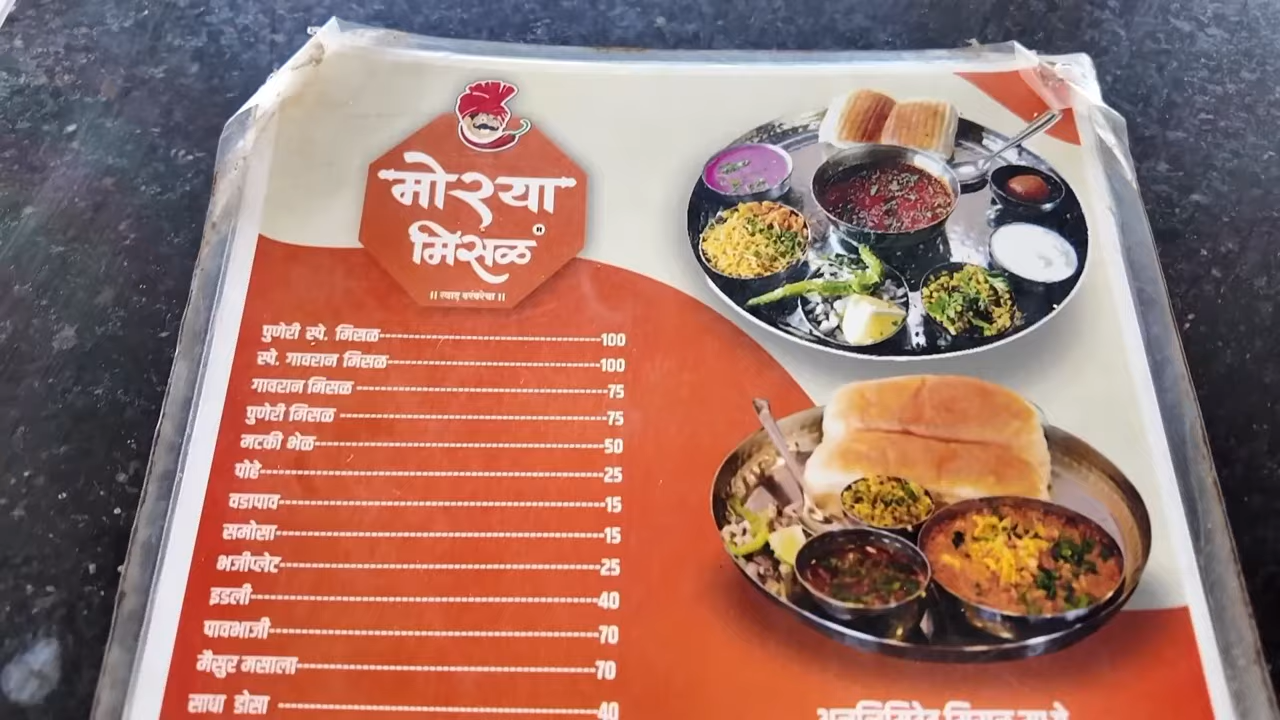 मोरया
मिसळ
पुणेरी स्पे. मिसळ 100
स्पे. गावरान मिसळ 100
गावरान मिसळ 75
पुणेरी मिसळ 75
मटकी भेळ 50
पोहे 25
वडापाव 15
समोसा 15
भजीप्लेट 25
इडली 40
पावभाजी 70
मैसुर मसाला 70
साधा डोसा 40